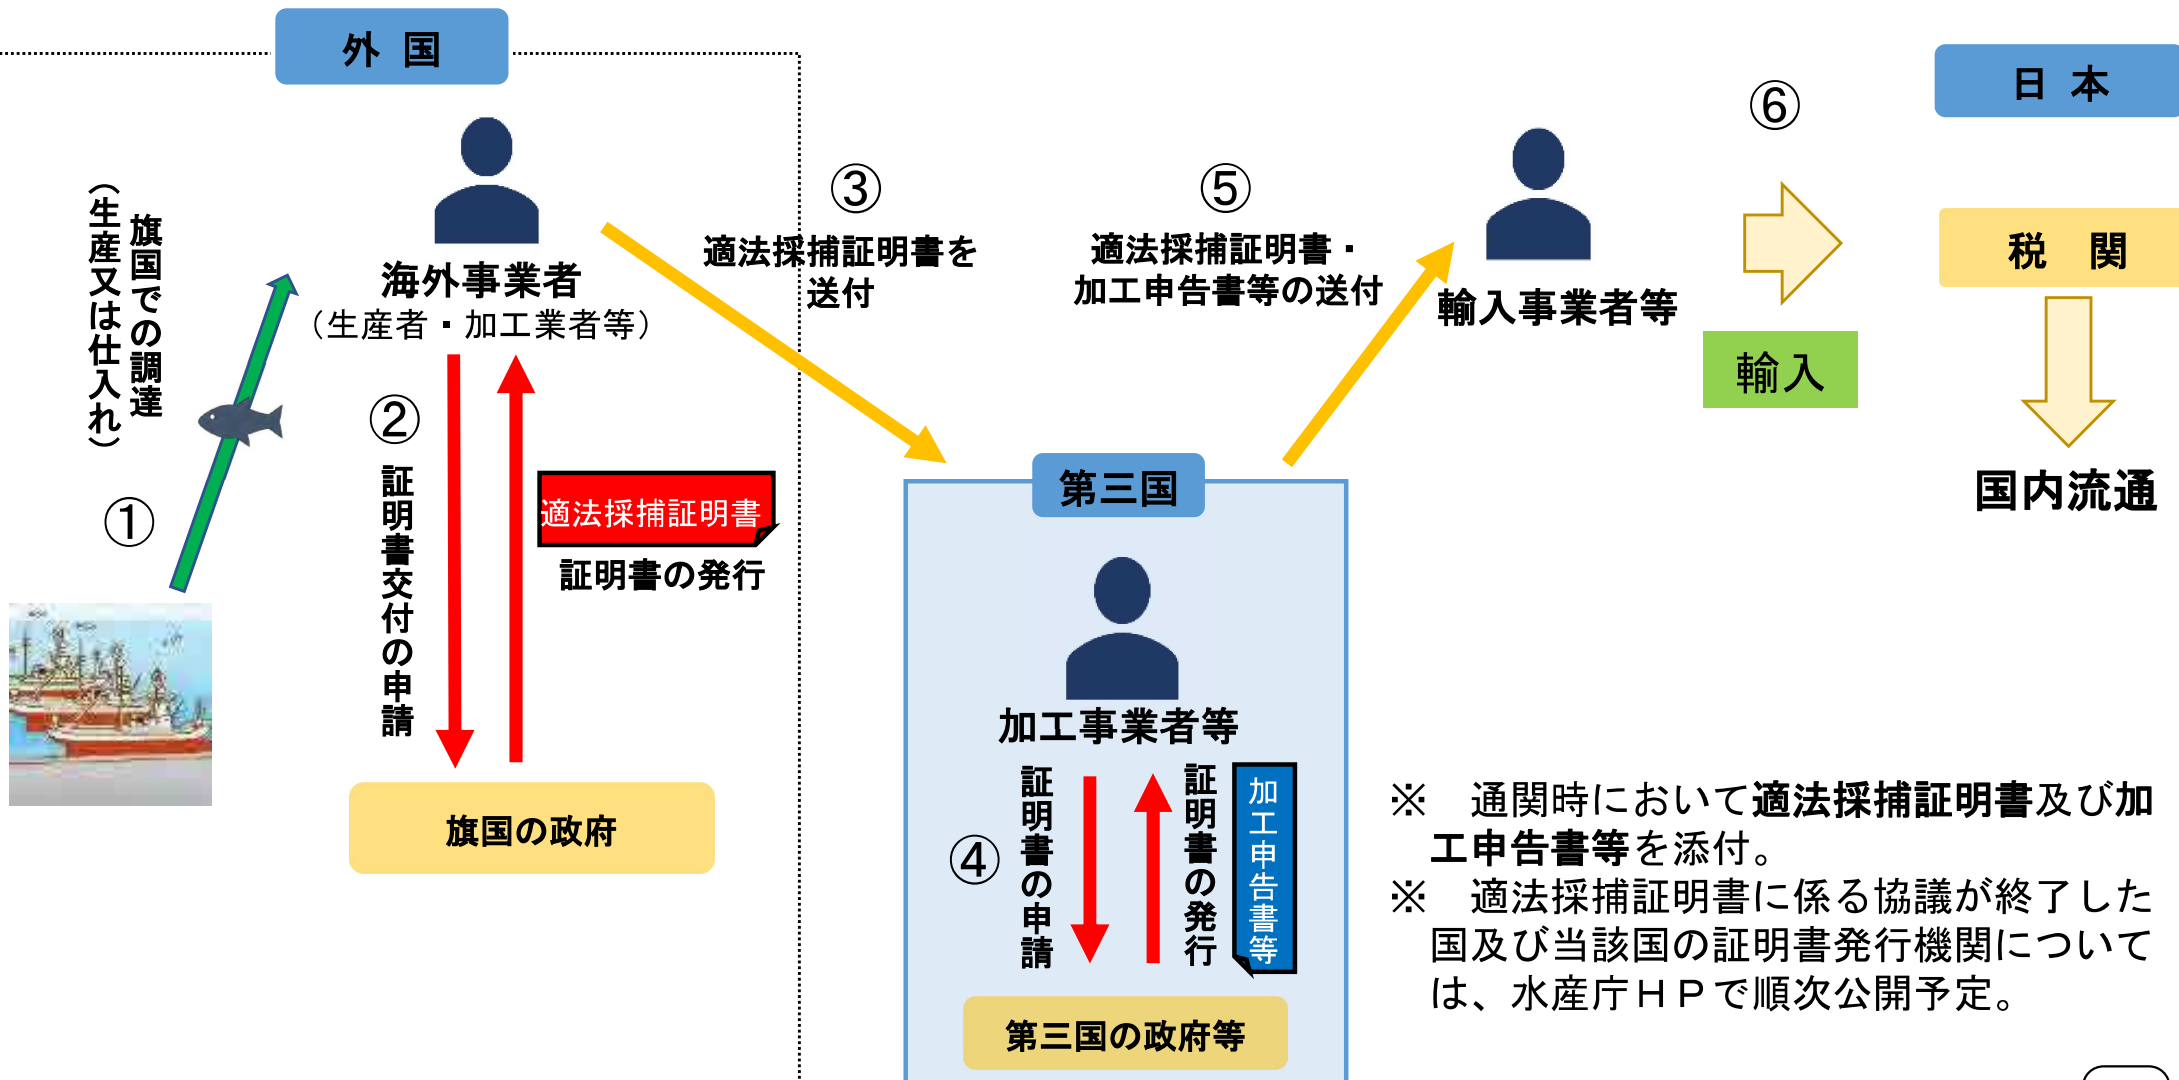 外 国
日 本
①
旗国での調達
（生産又は仕入れ）
海外事業者
（生産者・加工業者等）
②
証明書交付の申請
適法採捕証明書
証明書の発行
旗国の政府
③
適法採捕証明書を
送付
第三国
加工事業者等
④
証明書の申請
証明書の発行
加工申告書等
第三国の政府等
⑤
適法採捕証明書・
加工申告書等の送付
輸入事業者等
⑥
輸入
税 関
国内流通
※　通関時において適法採捕証明書及び加
工申告書等を添付。
※　適法採捕証明書に係る協議が終了した
国及び当該国の証明書発行機関について
は、水産庁ＨＰで順次公開予定。